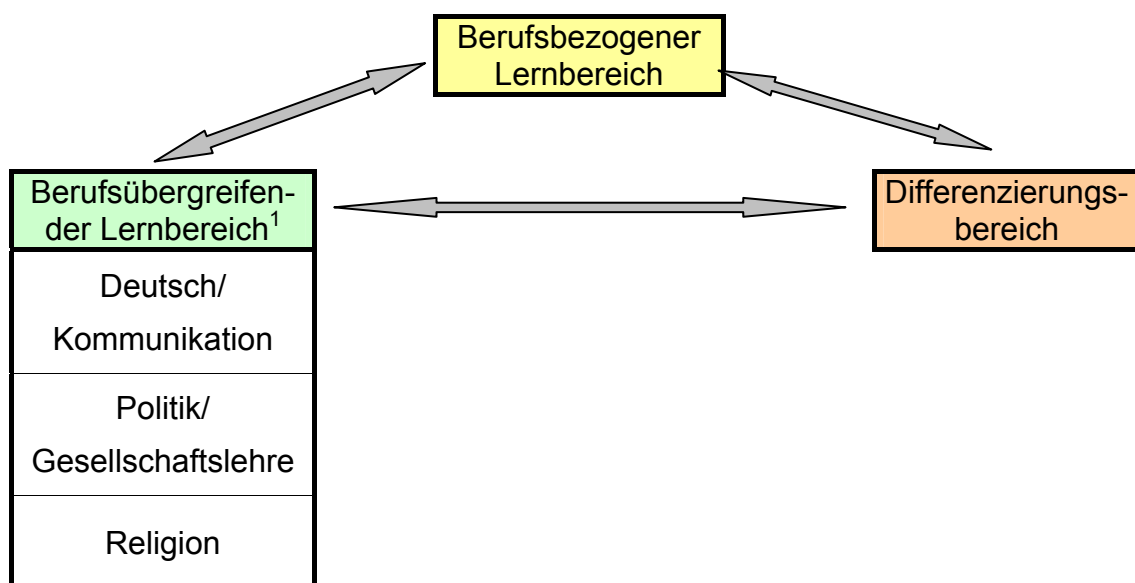 Berufsbezogener
Lernbereich
Berufsübergreifen-
der Lernbereich¹
Differenzierungs-
bereich
Deutsch/
Kommunikation
Politik/
Gesellschaftslehre
Religion